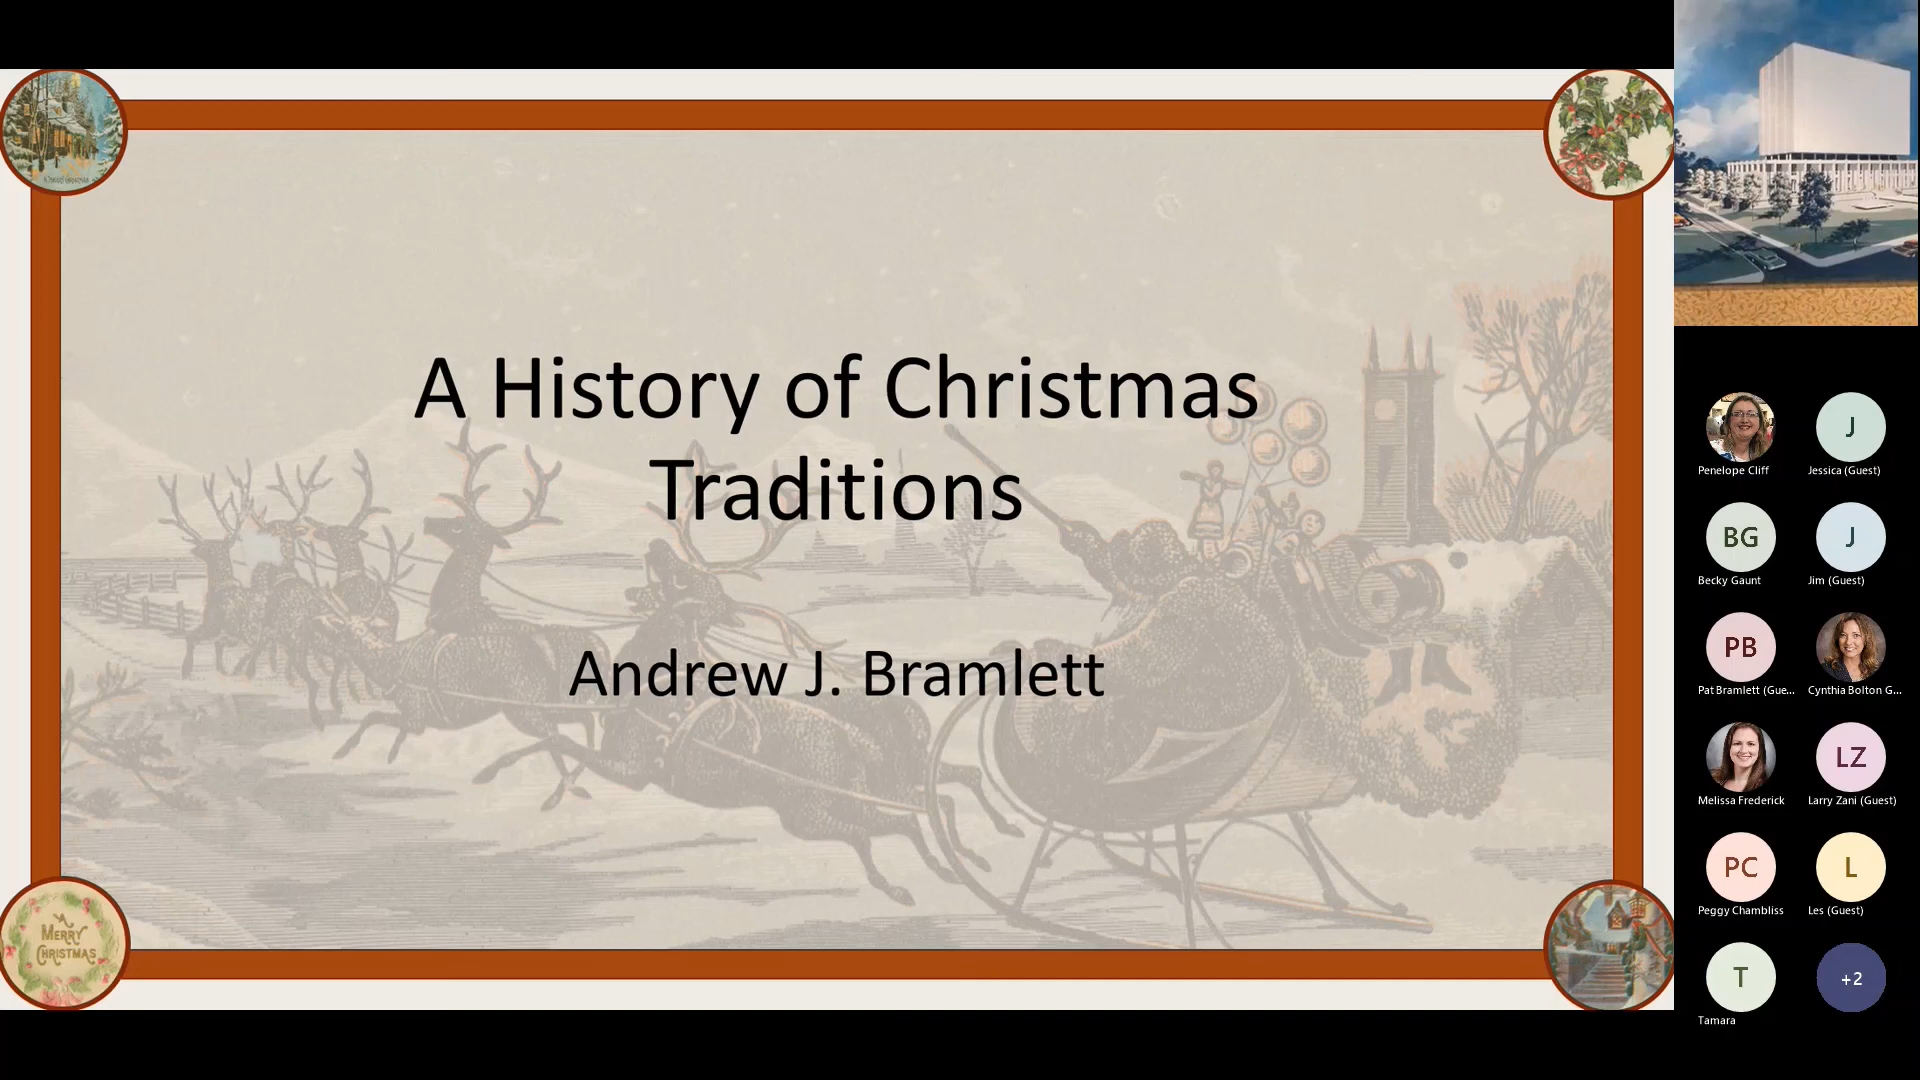 A History of Christmas
Traditions
Andrew J. Bramlett
MERRY
CHRISTMAS
Penelope Cliff
J
Jessica (Guest)
BG
Becky Gaunt
J
Jim (Guest)
PB
Pat Bramlett (Gue...
Cynthia Bolton G...
Melissa Frederick
LZ
Larry Zani (Guest)
PC
Peggy Chambliss
L
Les (Guest)
T
Tamara
+2